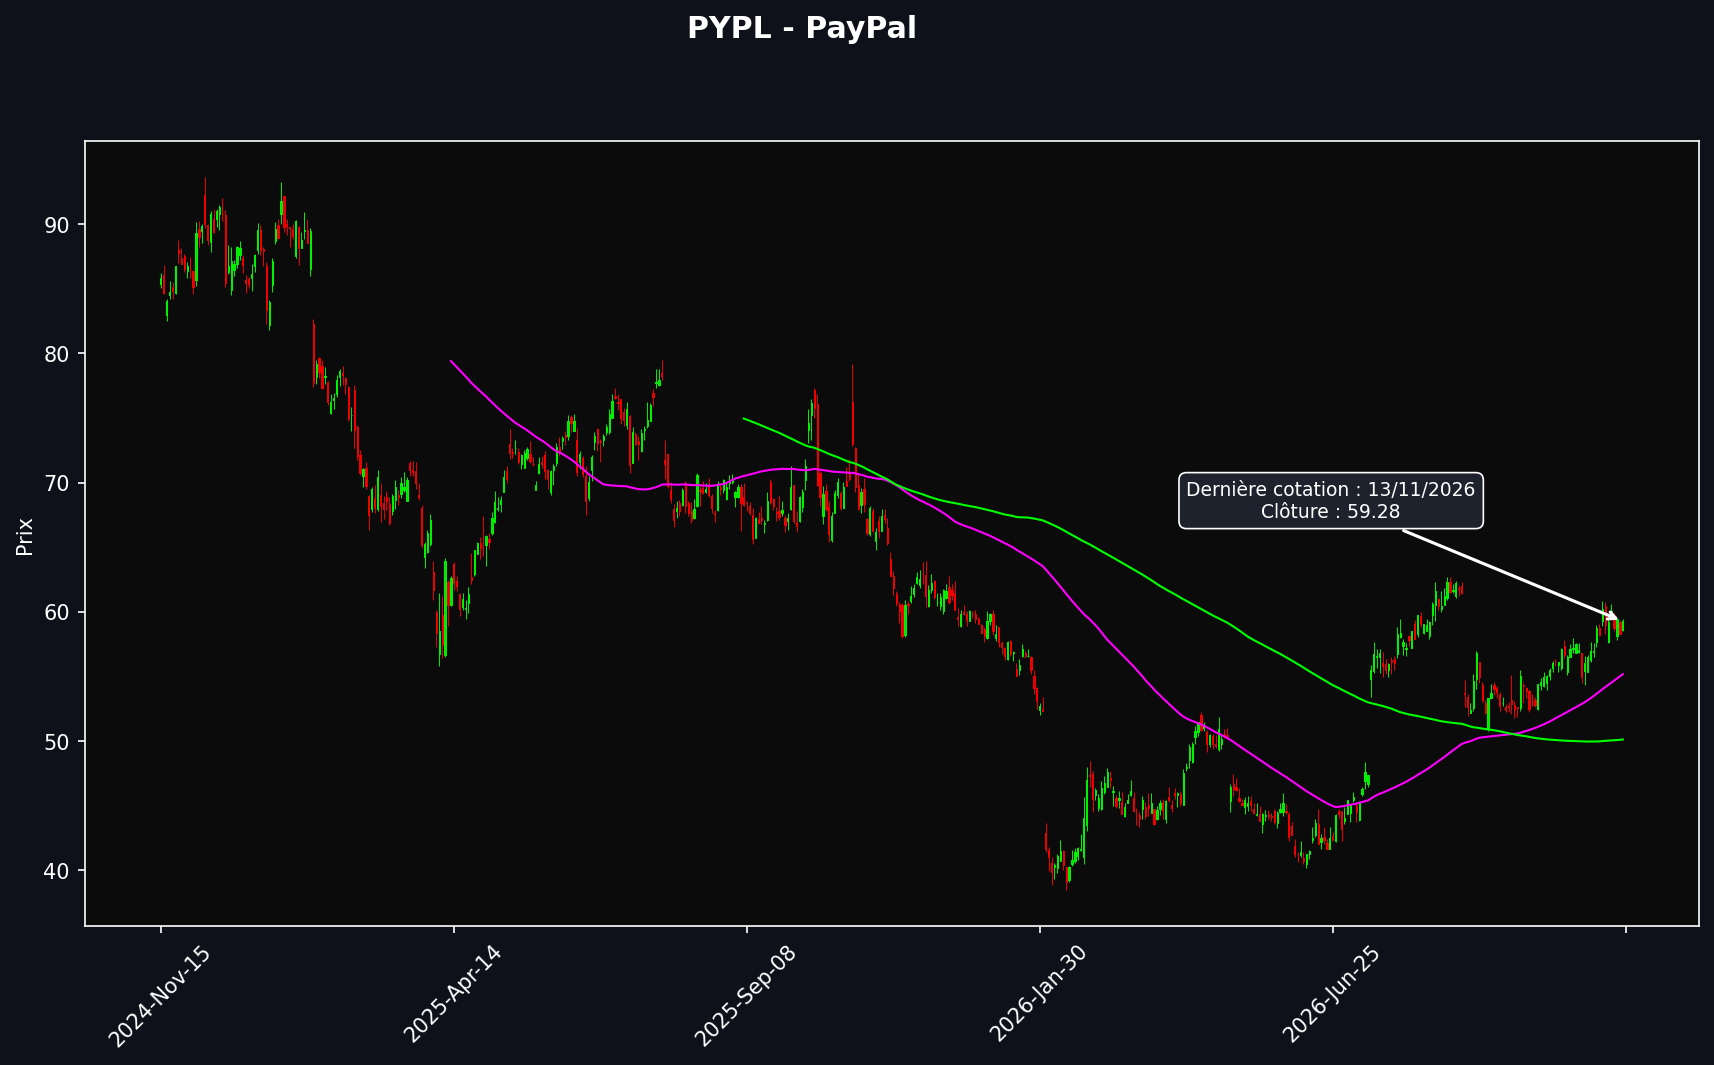 PYPL - PayPal
Prix
90
80
70
60
50
40
Dernière cotation : 13/11/2026
Clôture : 59.28
2024-Nov-15
2025-Apr-14
2025-Sep-08
2026-Jan-30
2026-Jun-25